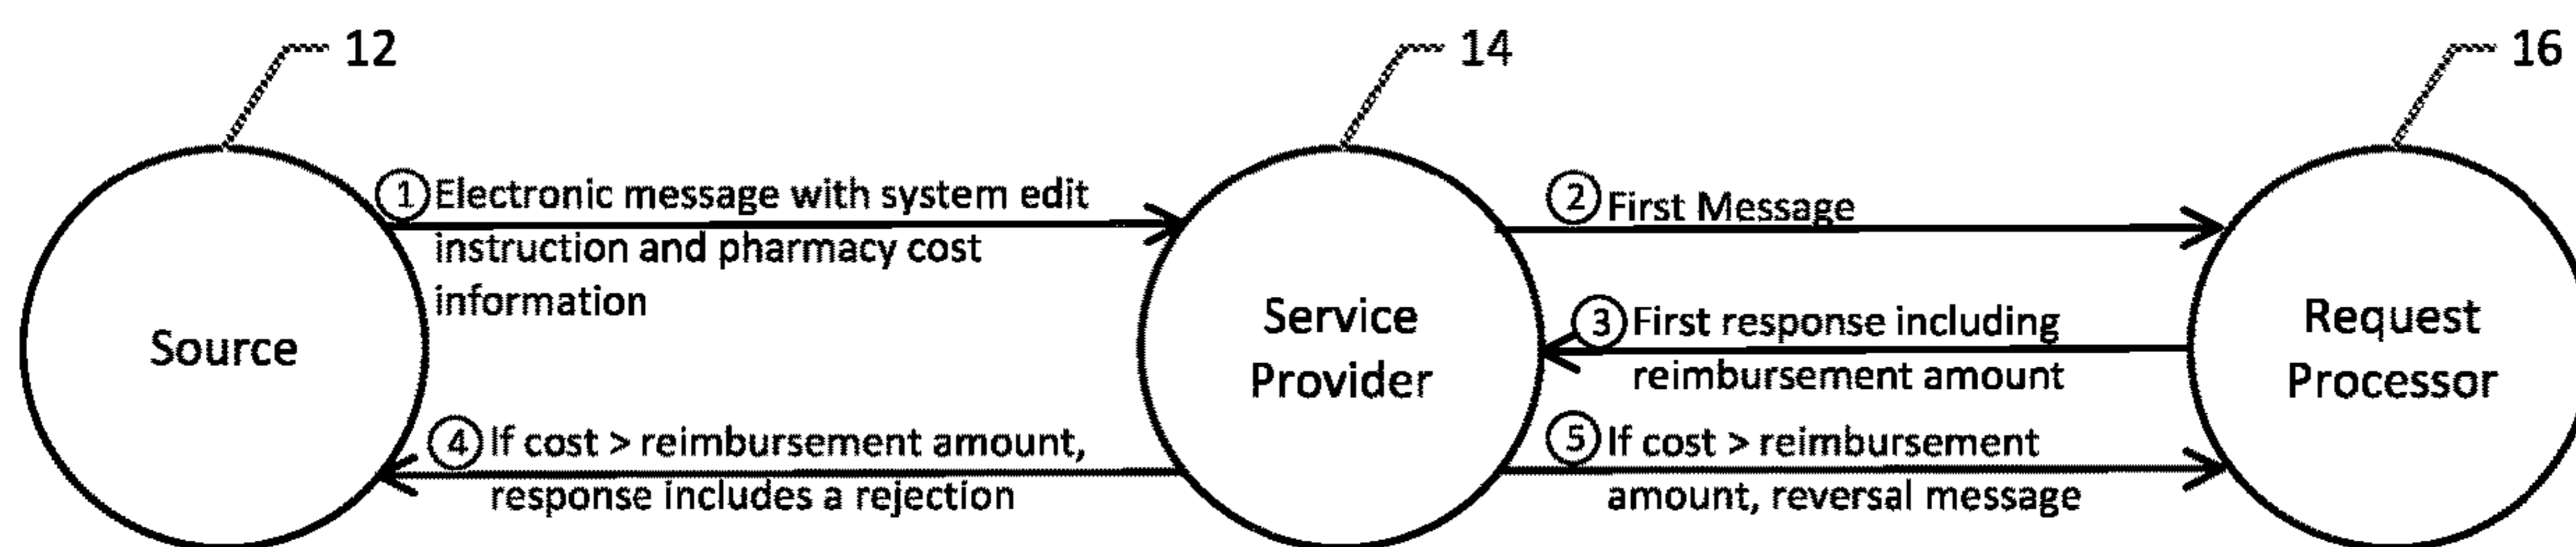 12
14
16
① Electronic message with system edit
instruction and pharmacy cost
information
② First Message
③ First response including
reimbursement amount
④ If cost > reimbursement amount,
response includes a rejection
⑤ If cost > reimbursement
amount, reversal message
Source
Service
Provider
Request
Processor